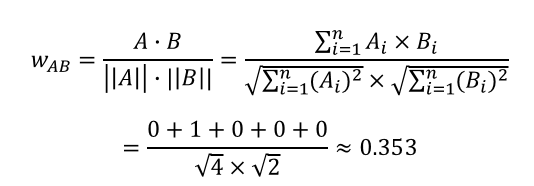 w_{AB} = \frac{A \cdot B}{||A|| \cdot ||B||} = \frac{\sum_{i=1}^{n} A_i \times B_i}{\sqrt{\sum_{i=1}^{n} (A_i)^2} \times \sqrt{\sum_{i=1}^{n} (B_i)^2}}
= \frac{0 + 1 + 0 + 0 + 0}{\sqrt{4} \times \sqrt{2}} ≈ 0.353